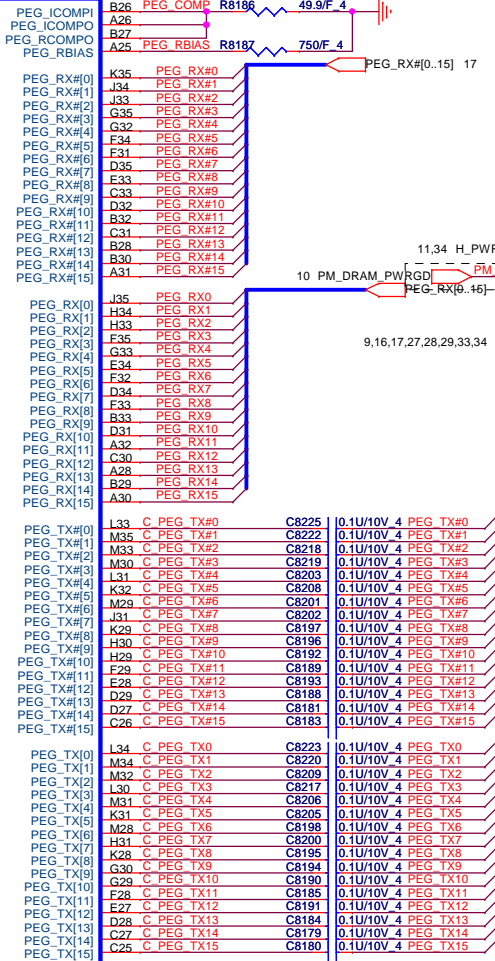 PEG_ICOMPI B26 PEG_COMP R8186 49.9/F_4
PEG_ICOMPO A26
PEG_RCOMPO B27
PEG_RBIAS A25 PEG_RBIAS R8187 750/F_4
PEG_RX#[0..15] 17
PEG_RX#[0] K35 PEG_RX#0
PEG_RX#[1] J34 PEG_RX#1
PEG_RX#[2] J33 PEG_RX#2
PEG_RX#[3] G35 PEG_RX#3
PEG_RX#[4] G32 PEG_RX#4
PEG_RX#[5] F34 PEG_RX#5
PEG_RX#[6] F31 PEG_RX#6
PEG_RX#[7] D35 PEG_RX#7
PEG_RX#[8] E33 PEG_RX#8
PEG_RX#[9] C33 PEG_RX#9
PEG_RX#[10] D32 PEG_RX#10
PEG_RX#[11] B32 PEG_RX#11
PEG_RX#[12] C31 PEG_RX#12
PEG_RX#[13] B28 PEG_RX#13
PEG_RX#[14] B30 PEG_RX#14
PEG_RX#[15] A31 PEG_RX#15
11,34 H_PWR
10 PM_DRAM_PWRGD PM
PEG_RX[0..15]
9,16,17,27,28,29,33,34
PEG_RX[0] J35 PEG_RX0
PEG_RX[1] H34 PEG_RX1
PEG_RX[2] H33 PEG_RX2
PEG_RX[3] F35 PEG_RX3
PEG_RX[4] G33 PEG_RX4
PEG_RX[5] E34 PEG_RX5
PEG_RX[6] F32 PEG_RX6
PEG_RX[7] D34 PEG_RX7
PEG_RX[8] F33 PEG_RX8
PEG_RX[9] B33 PEG_RX9
PEG_RX[10] D31 PEG_RX10
PEG_RX[11] A32 PEG_RX11
PEG_RX[12] C30 PEG_RX12
PEG_RX[13] A28 PEG_RX13
PEG_RX[14] B29 PEG_RX14
PEG_RX[15] A30 PEG_RX15
PEG_TX#[0] L33 C_PEG_TX#0 C8225 0.1U/10V_4 PEG_TX#0
PEG_TX#[1] M35 C_PEG_TX#1 C8222 0.1U/10V_4 PEG_TX#1
PEG_TX#[2] M33 C_PEG_TX#2 C8218 0.1U/10V_4 PEG_TX#2
PEG_TX#[3] M30 C_PEG_TX#3 C8219 0.1U/10V_4 PEG_TX#3
PEG_TX#[4] L31 C_PEG_TX#4 C8203 0.1U/10V_4 PEG_TX#4
PEG_TX#[5] K32 C_PEG_TX#5 C8208 0.1U/10V_4 PEG_TX#5
PEG_TX#[6] M29 C_PEG_TX#6 C8201 0.1U/10V_4 PEG_TX#6
PEG_TX#[7] J31 C_PEG_TX#7 C8202 0.1U/10V_4 PEG_TX#7
PEG_TX#[8] K29 C_PEG_TX#8 C8197 0.1U/10V_4 PEG_TX#8
PEG_TX#[9] H30 C_PEG_TX#9 C8196 0.1U/10V_4 PEG_TX#9
PEG_TX#[10] H29 C_PEG_TX#10 C8192 0.1U/10V_4 PEG_TX#10
PEG_TX#[11] F29 C_PEG_TX#11 C8189 0.1U/10V_4 PEG_TX#11
PEG_TX#[12] E28 C_PEG_TX#12 C8193 0.1U/10V_4 PEG_TX#12
PEG_TX#[13] D29 C_PEG_TX#13 C8188 0.1U/10V_4 PEG_TX#13
PEG_TX#[14] D27 C_PEG_TX#14 C8181 0.1U/10V_4 PEG_TX#14
PEG_TX#[15] C26 C_PEG_TX#15 C8183 0.1U/10V_4 PEG_TX#15
PEG_TX[0] L34 C_PEG_TX0 C8223 0.1U/10V_4 PEG_TX0
PEG_TX[1] M34 C_PEG_TX1 C8220 0.1U/10V_4 PEG_TX1
PEG_TX[2] M32 C_PEG_TX2 C8209 0.1U/10V_4 PEG_TX2
PEG_TX[3] L30 C_PEG_TX3 C8217 0.1U/10V_4 PEG_TX3
PEG_TX[4] M31 C_PEG_TX4 C8206 0.1U/10V_4 PEG_TX4
PEG_TX[5] K31 C_PEG_TX5 C8205 0.1U/10V_4 PEG_TX5
PEG_TX[6] M28 C_PEG_TX6 C8198 0.1U/10V_4 PEG_TX6
PEG_TX[7] H31 C_PEG_TX7 C8200 0.1U/10V_4 PEG_TX7
PEG_TX[8] K28 C_PEG_TX8 C8195 0.1U/10V_4 PEG_TX8
PEG_TX[9] G30 C_PEG_TX9 C8194 0.1U/10V_4 PEG_TX9
PEG_TX[10] G29 C_PEG_TX10 C8190 0.1U/10V_4 PEG_TX10
PEG_TX[11] F28 C_PEG_TX11 C8185 0.1U/10V_4 PEG_TX11
PEG_TX[12] E27 C_PEG_TX12 C8191 0.1U/10V_4 PEG_TX12
PEG_TX[13] D28 C_PEG_TX13 C8184 0.1U/10V_4 PEG_TX13
PEG_TX[14] C27 C_PEG_TX14 C8179 0.1U/10V_4 PEG_TX14
PEG_TX[15] C25 C_PEG_TX15 C8180 0.1U/10V_4 PEG_TX15